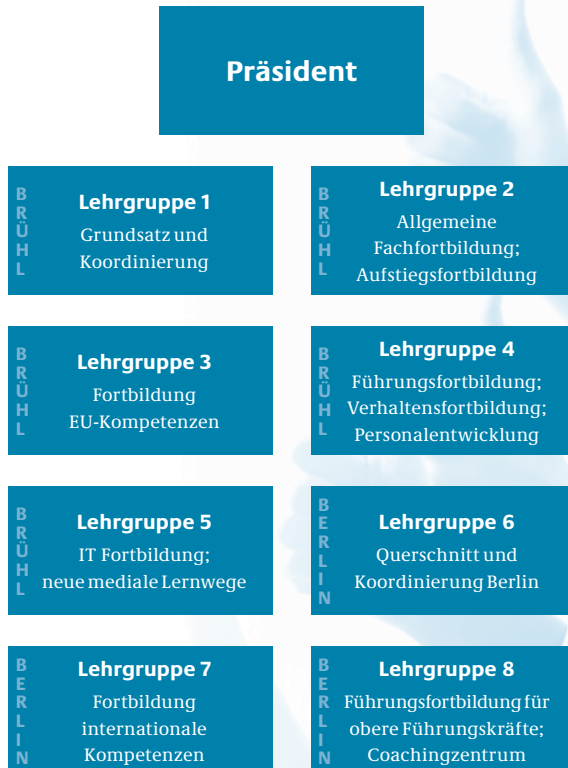 Präsident
BRÜHL
Lehrgruppe 1
Grundsatz und
Koordinierung
BRÜHL
Lehrgruppe 2
Allgemeine
Fachfortbildung;
Aufstiegsfortbildung
BRÜHL
Lehrgruppe 3
Fortbildung
EU-Kompetenzen
BRÜHL
Lehrgruppe 4
Führungsfortbildung;
Verhaltensfortbildung;
Personalentwicklung
BRÜHL
Lehrgruppe 5
IT Fortbildung;
neue mediale Lernwege
BERLIN
Lehrgruppe 6
Querschnitt und
Koordinierung Berlin
BERLIN
Lehrgruppe 7
Fortbildung
internationale
Kompetenzen
BERLIN
Lehrgruppe 8
Führungsfortbildung für
obere Führungskräfte;
Coachingzentrum